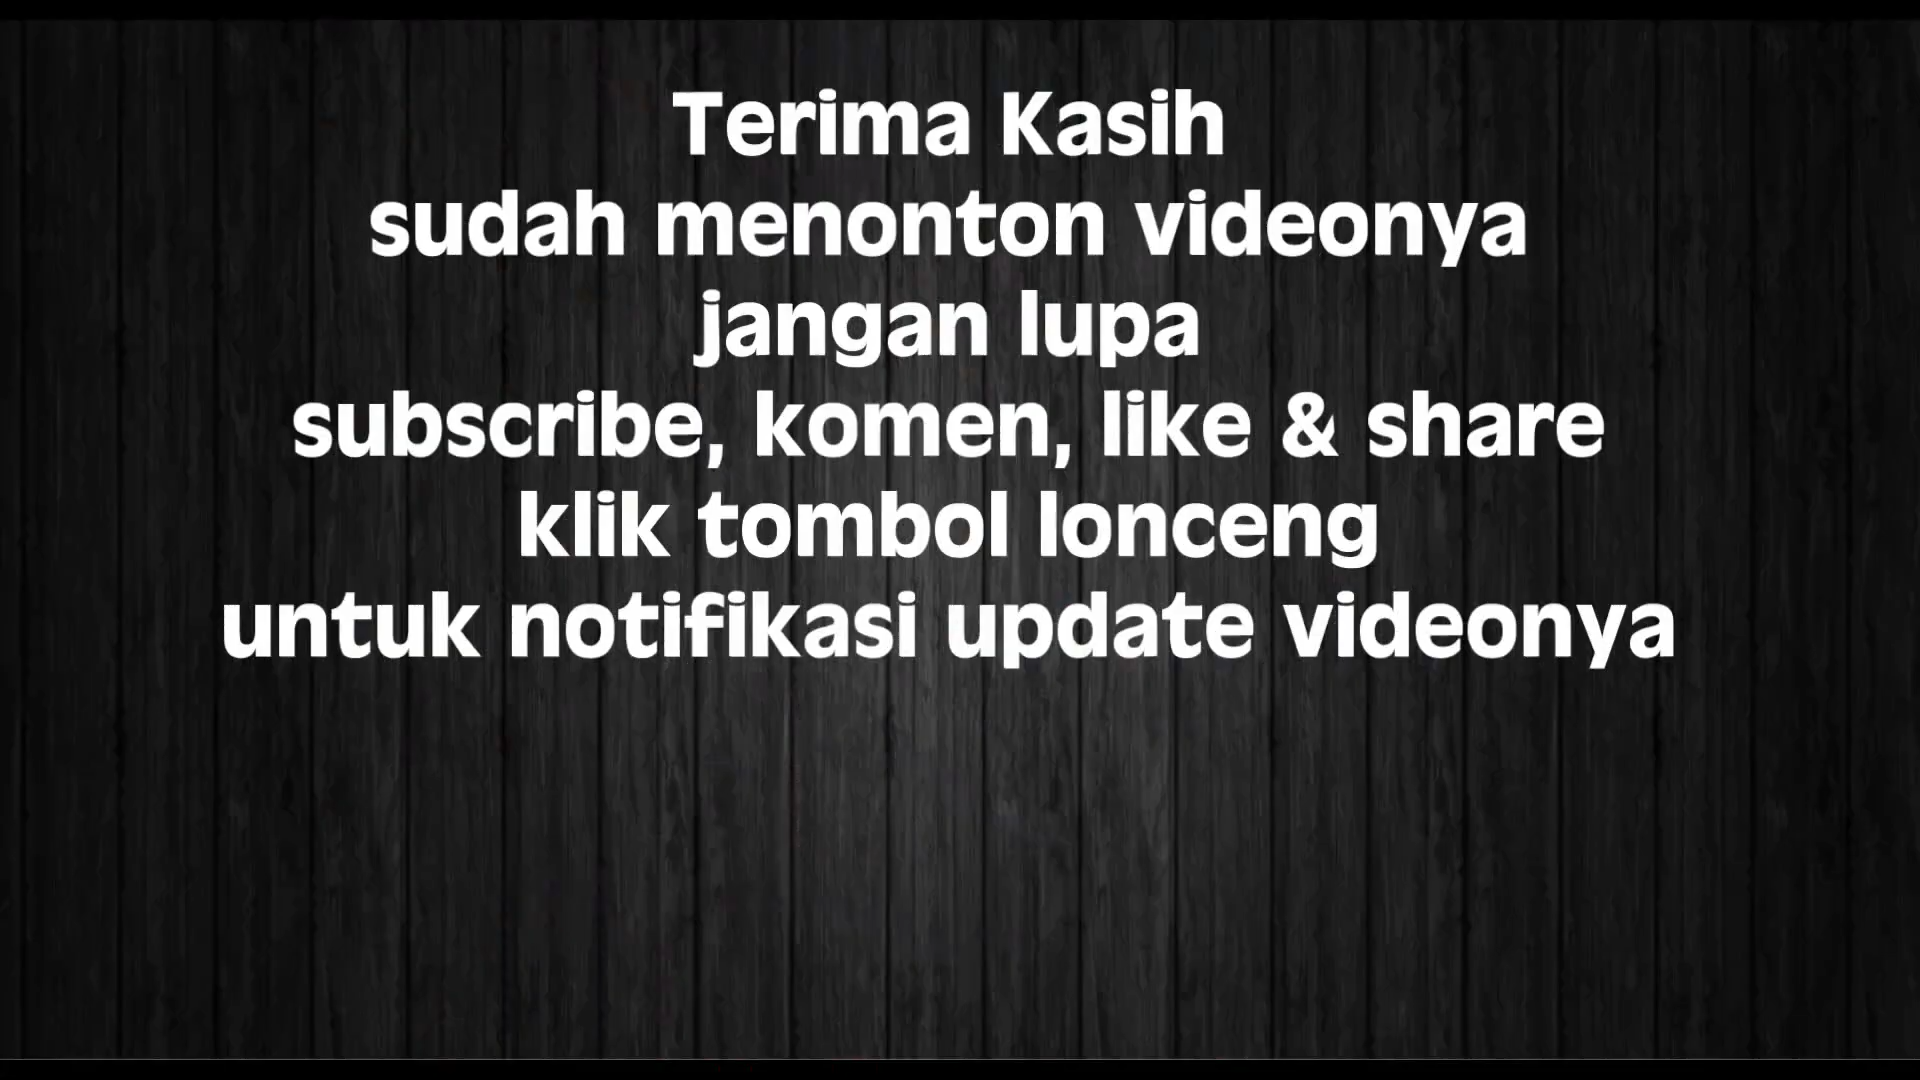 Terima Kasih
sudah menonton videonya
jangan lupa
subscribe, komen, like & share
klik tombol lonceng
untuk notifikasi update videonya